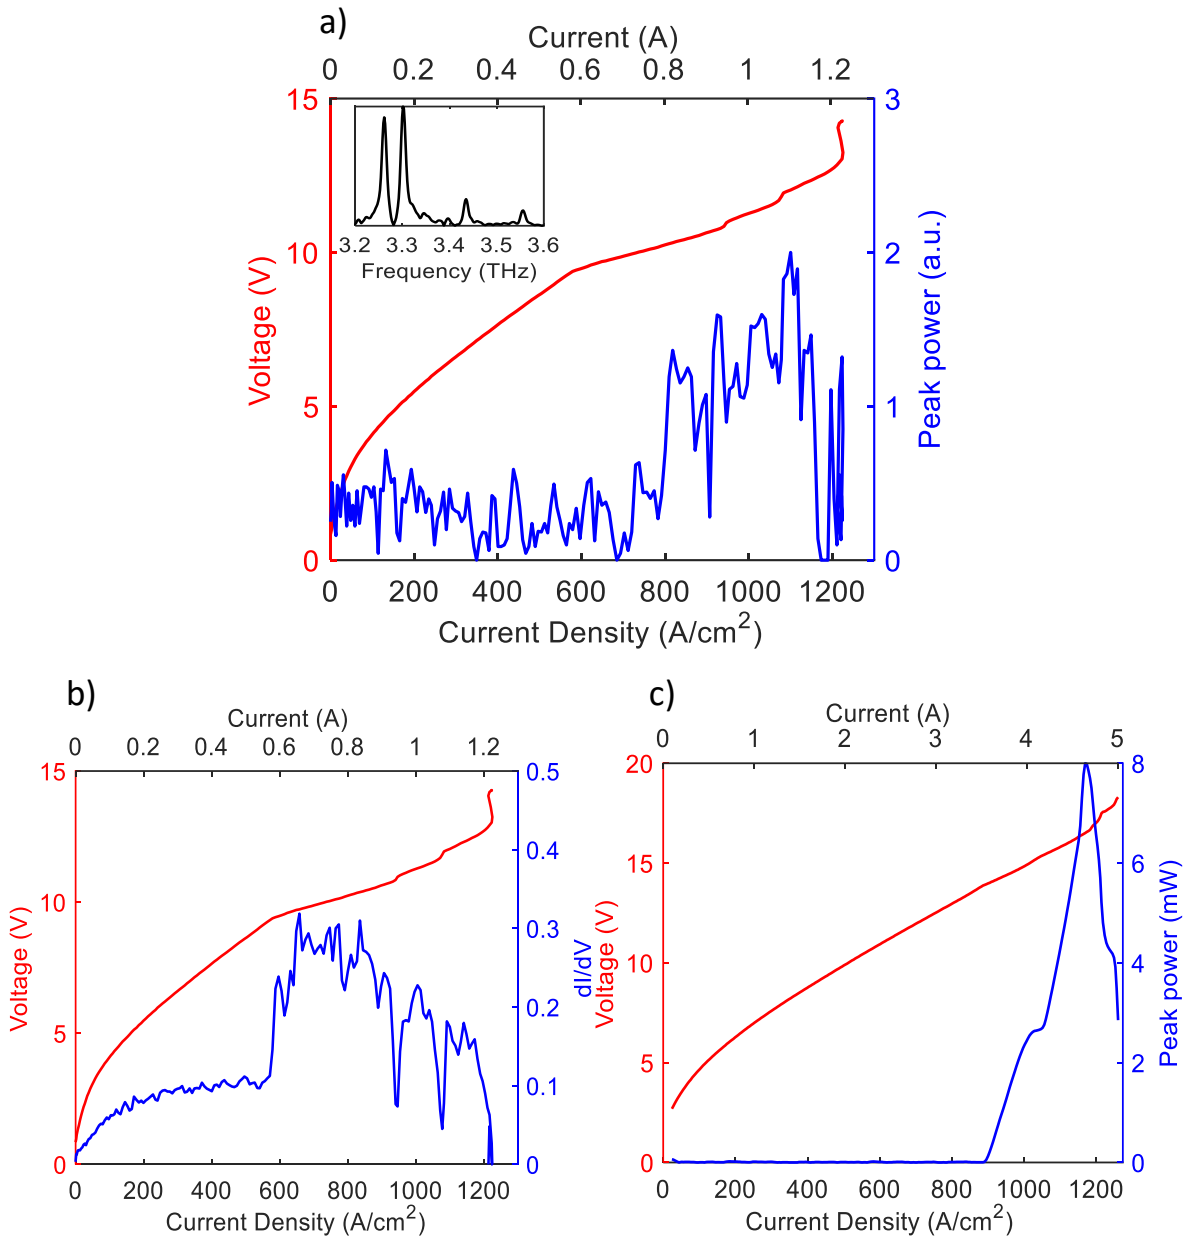 a)
Current (A)
0 0.2 0.4 0.6 0.8 1 1.2
15 3
10 2
5 1
0 0
Voltage (V)
Peak power (a.u.)
3.2 3.3 3.4 3.5 3.6
Frequency (THz)
0 200 400 600 800 1000 1200
Current Density (A/cm²)
b)
Current (A)
0 0.2 0.4 0.6 0.8 1 1.2
15 0.5
0.4
10 0.3
5 0.2
0.1
0 0
Voltage (V)
dI/dV
0 200 400 600 800 1000 1200
Current Density (A/cm²)
c)
Current (A)
0 1 2 3 4 5
20 8
15 6
10 4
5 2
0 0
Voltage (V)
Peak power (mW)
0 200 400 600 800 1000 1200
Current Density (A/cm²)